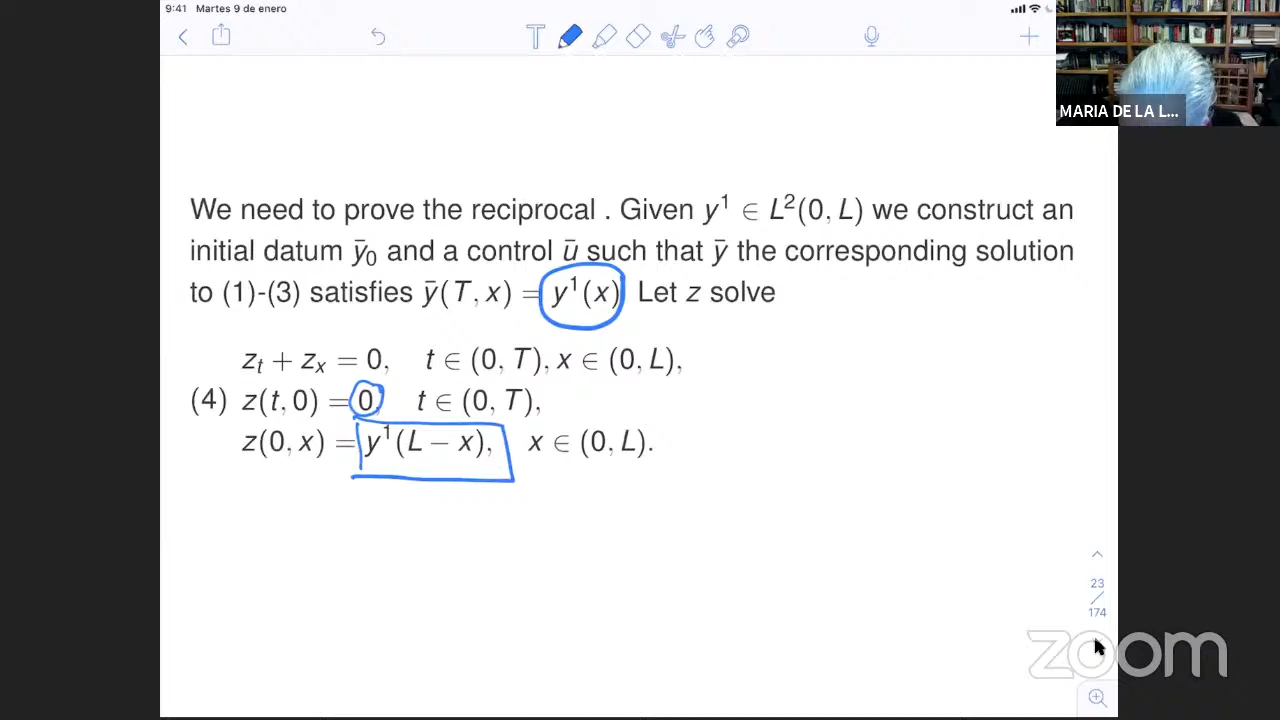 9:41 Martes 9 de enero
MARIA DE LA L...
We need to prove the reciprocal . Given y¹ ∈ L²(0, L) we construct an
initial datum ȳ₀ and a control ū such that ȳ the corresponding solution
to (1)-(3) satisfies ȳ(T, x) = y¹(x) Let z solve
zₜ + zₓ = 0, t ∈ (0, T), x ∈ (0, L),
(4) z(t, 0) = 0, t ∈ (0, T),
z(0, x) = y¹(L − x), x ∈ (0, L).
23
174
zoom